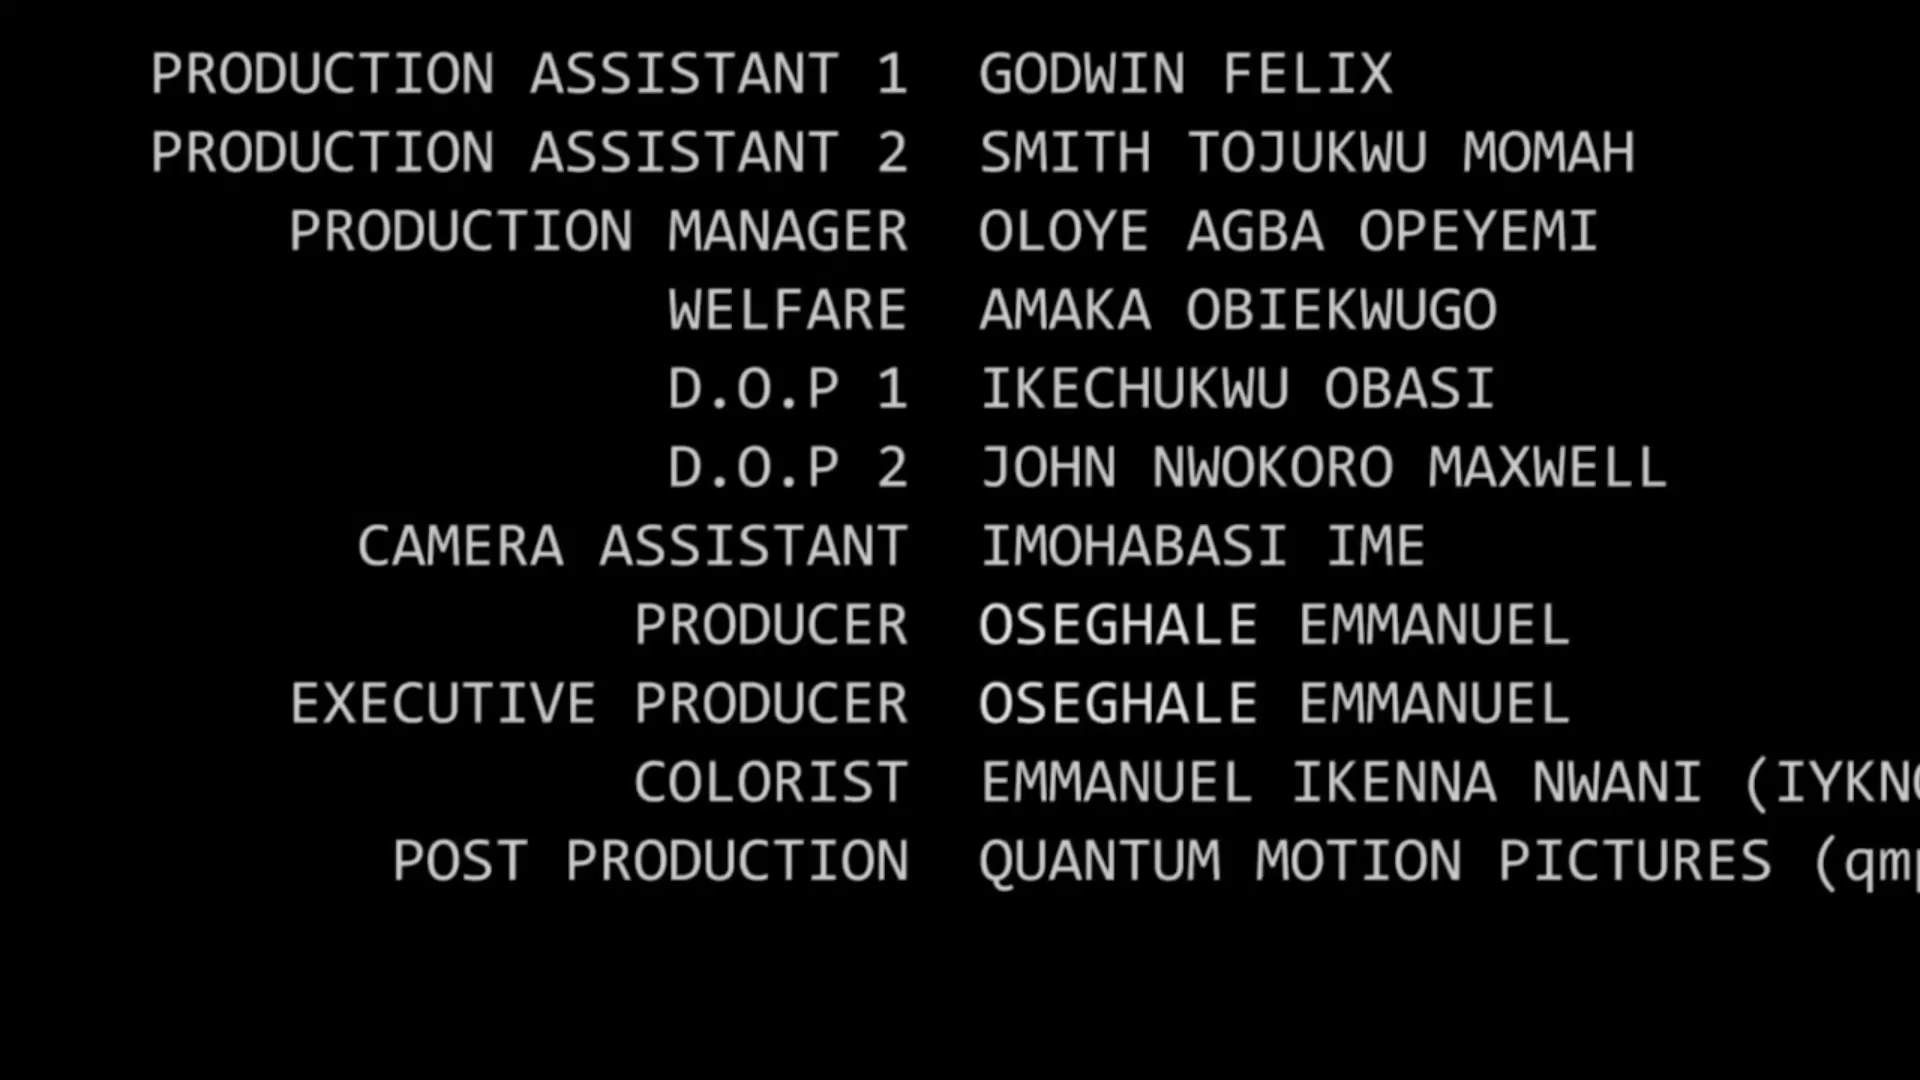 PRODUCTION ASSISTANT 1 GODWIN FELIX
PRODUCTION ASSISTANT 2 SMITH TOJUKWU MOMAH
PRODUCTION MANAGER OLOYE AGBA OPEYEMI
WELFARE AMAKA OBIEKWUGO
D.O.P 1 IKECHUKWU OBASI
D.O.P 2 JOHN NWOKORO MAXWELL
CAMERA ASSISTANT IMOHABASI IME
PRODUCER OSEGHALE EMMANUEL
EXECUTIVE PRODUCER OSEGHALE EMMANUEL
COLORIST EMMANUEL IKENNA NWANI
POST PRODUCTION QUANTUM MOTION PICTURES